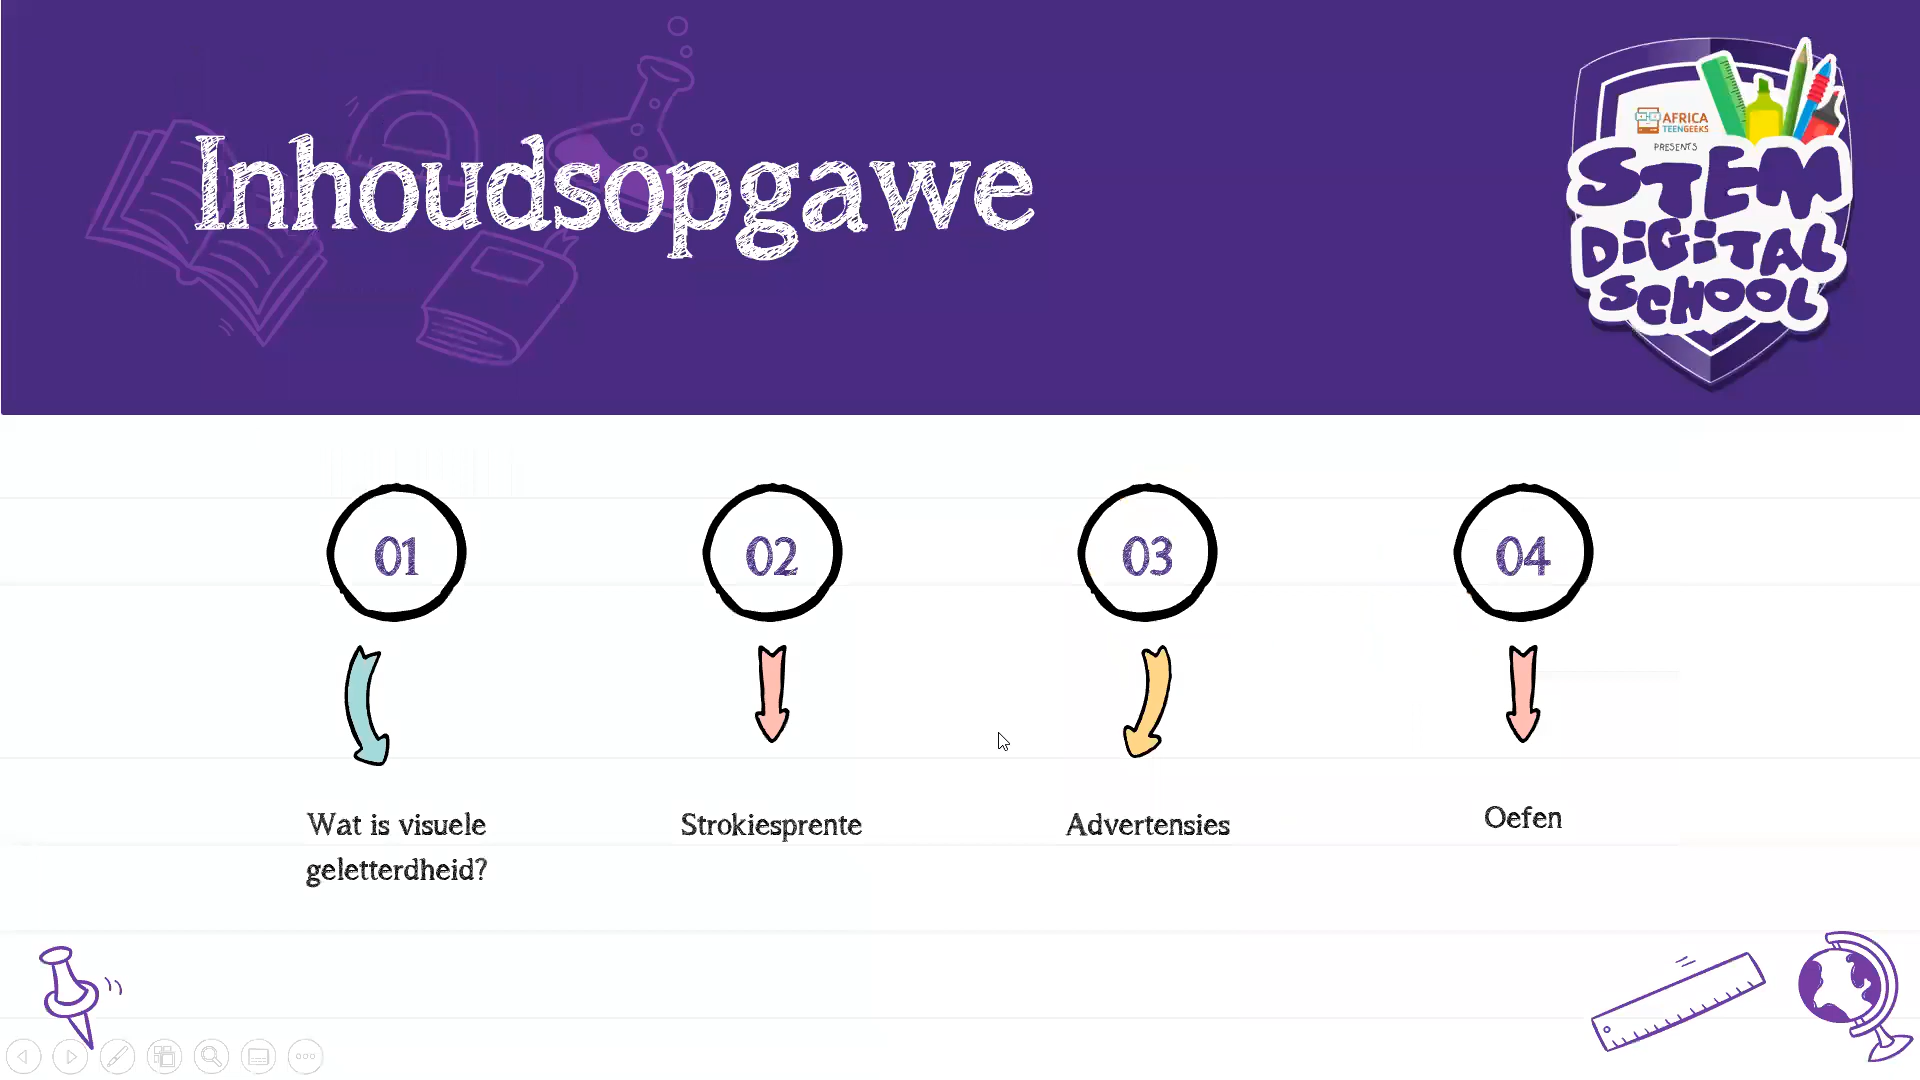 Inhoudsopgawe
AFRICA
TEENGEEKS
PRESENTS
STEM
DiGiTAL
SCHOOL
01
02
03
04
Wat is visuele
geletterdheid?
Strokiesprente
Advertensies
Oefen